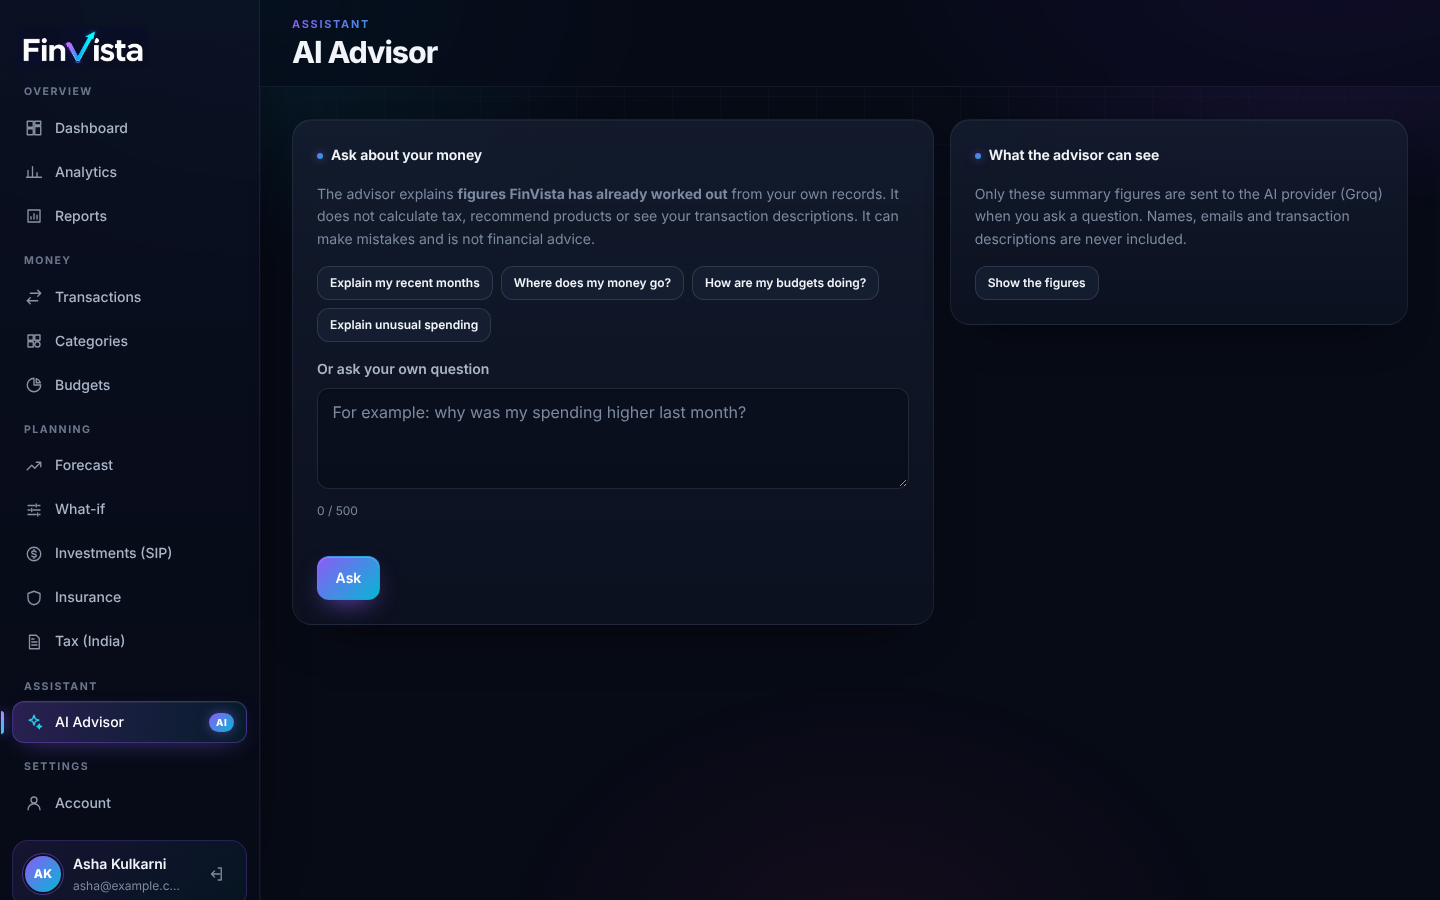 FinVista
OVERVIEW
Dashboard
Analytics
Reports
MONEY
Transactions
Categories
Budgets
PLANNING
Forecast
What-if
Investments (SIP)
Insurance
Tax (India)
ASSISTANT
AI Advisor
AI
SETTINGS
Account
AK
Asha Kulkarni
asha@example.c...
ASSISTANT
AI Advisor
Ask about your money
The advisor explains figures FinVista has already worked out from your own records. It
does not calculate tax, recommend products or see your transaction descriptions. It can
make mistakes and is not financial advice.
Explain my recent months
Where does my money go?
How are my budgets doing?
Explain unusual spending
Or ask your own question
For example: why was my spending higher last month?
0 / 500
Ask
What the advisor can see
Only these summary figures are sent to the AI provider (Groq)
when you ask a question. Names, emails and transaction
descriptions are never included.
Show the figures